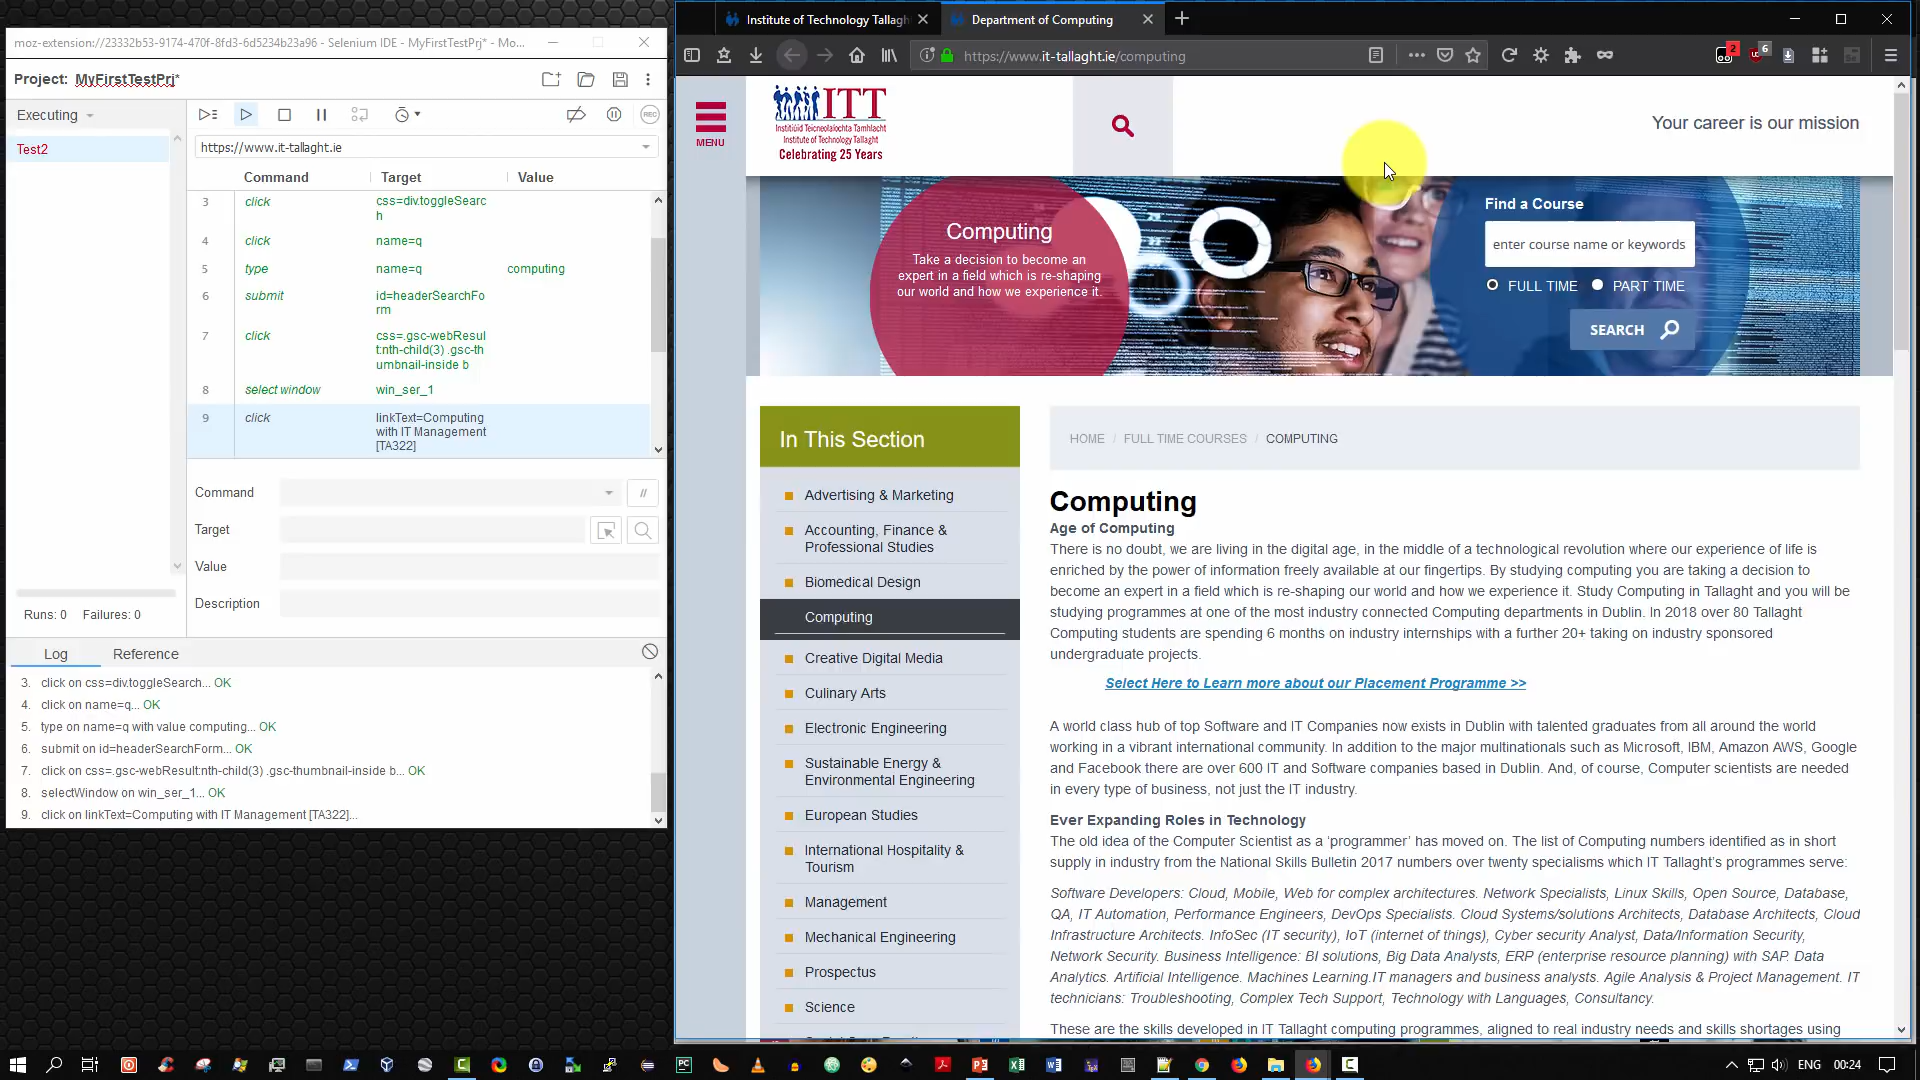 moz-extension://23332b53-9174-470f-8fd3-6d5234b23a96 - Selenium IDE - MyFirstTestPrj* - Mo...
Project: MyFirstTestPrj*
Executing
Test2
Runs: 0 Failures: 0
REC
https://www.it-tallaght.ie
Command Target Value
3 click css=div.toggleSearc
h
4 click name=q
5 type name=q computing
6 submit id=headerSearchFo
rm
7 click css=.gsc-webResul
t:nth-child(3) .gsc-th
umbnail-inside b
8 select window win_ser_1
9 click linkText=Computing
with IT Management
[TA322]
Command //
Target
Value
Description
Log Reference
3. click on css=div.toggleSearch... OK
4. click on name=q... OK
5. type on name=q with value computing... OK
6. submit on id=headerSearchForm... OK
7. click on css=.gsc-webResult:nth-child(3) .gsc-thumbnail-inside b... OK
8. selectWindow on win_ser_1... OK
9. click on linkText=Computing with IT Management [TA322]...
Institute of Technology Tallagh
Department of Computing
https://www.it-tallaght.ie/computing
2
6
MENU
ITT
Institiúid Teicneolaíochta Tamhlacht
Institute of Technology Tallaght
Celebrating 25 Years
Your career is our mission
Computing
Take a decision to become an
expert in a field which is re-shaping
our world and how we experience it.
Find a Course
enter course name or keywords
FULL TIME PART TIME
SEARCH
In This Section
Advertising & Marketing
Accounting, Finance &
Professional Studies
Biomedical Design
Computing
Creative Digital Media
Culinary Arts
Electronic Engineering
Sustainable Energy &
Environmental Engineering
European Studies
International Hospitality &
Tourism
Management
Mechanical Engineering
Prospectus
Science
HOME / FULL TIME COURSES / COMPUTING
Computing
Age of Computing
There is no doubt, we are living in the digital age, in the middle of a technological revolution where our experience of life is
enriched by the power of information freely available at our fingertips. By studying computing you are taking a decision to
become an expert in a field which is re-shaping our world and how we experience it. Study Computing in Tallaght and you will be
studying programmes at one of the most industry connected Computing departments in Dublin. In 2018 over 80 Tallaght
Computing students are spending 6 months on industry internships with a further 20+ taking on industry sponsored
undergraduate projects.
Select Here to Learn more about our Placement Programme >>
A world class hub of top Software and IT Companies now exists in Dublin with talented graduates from all around the world
working in a vibrant international community. In addition to the major multinationals such as Microsoft, IBM, Amazon AWS, Google
and Facebook there are over 600 IT and Software companies based in Dublin. And, of course, Computer scientists are needed
in every type of business, not just the IT industry.
Ever Expanding Roles in Technology
The old idea of the Computer Scientist as a ‘programmer’ has moved on. The list of Computing numbers identified as in short
supply in industry from the National Skills Bulletin 2017 numbers over twenty specialisms which IT Tallaght’s programmes serve:
Software Developers: Cloud, Mobile, Web for complex architectures. Network Specialists, Linux Skills, Open Source, Database,
QA, IT Automation, Performance Engineers, DevOps Specialists. Cloud Systems/solutions Architects, Database Architects, Cloud
Infrastructure Architects. InfoSec (IT security), IoT (internet of things), Cyber security Analyst, Data/Information Security,
Network Security. Business Intelligence: BI solutions, Big Data Analysts, ERP (enterprise resource planning) with SAP. Data
Analytics. Artificial Intelligence. Machines Learning.IT managers and business analysts. Agile Analysis & Project Management. IT
technicians: Troubleshooting, Complex Tech Support, Technology with Languages, Consultancy.
These are the skills developed in IT Tallaght computing programmes, aligned to real industry needs and skills shortages using
ENG 00:24